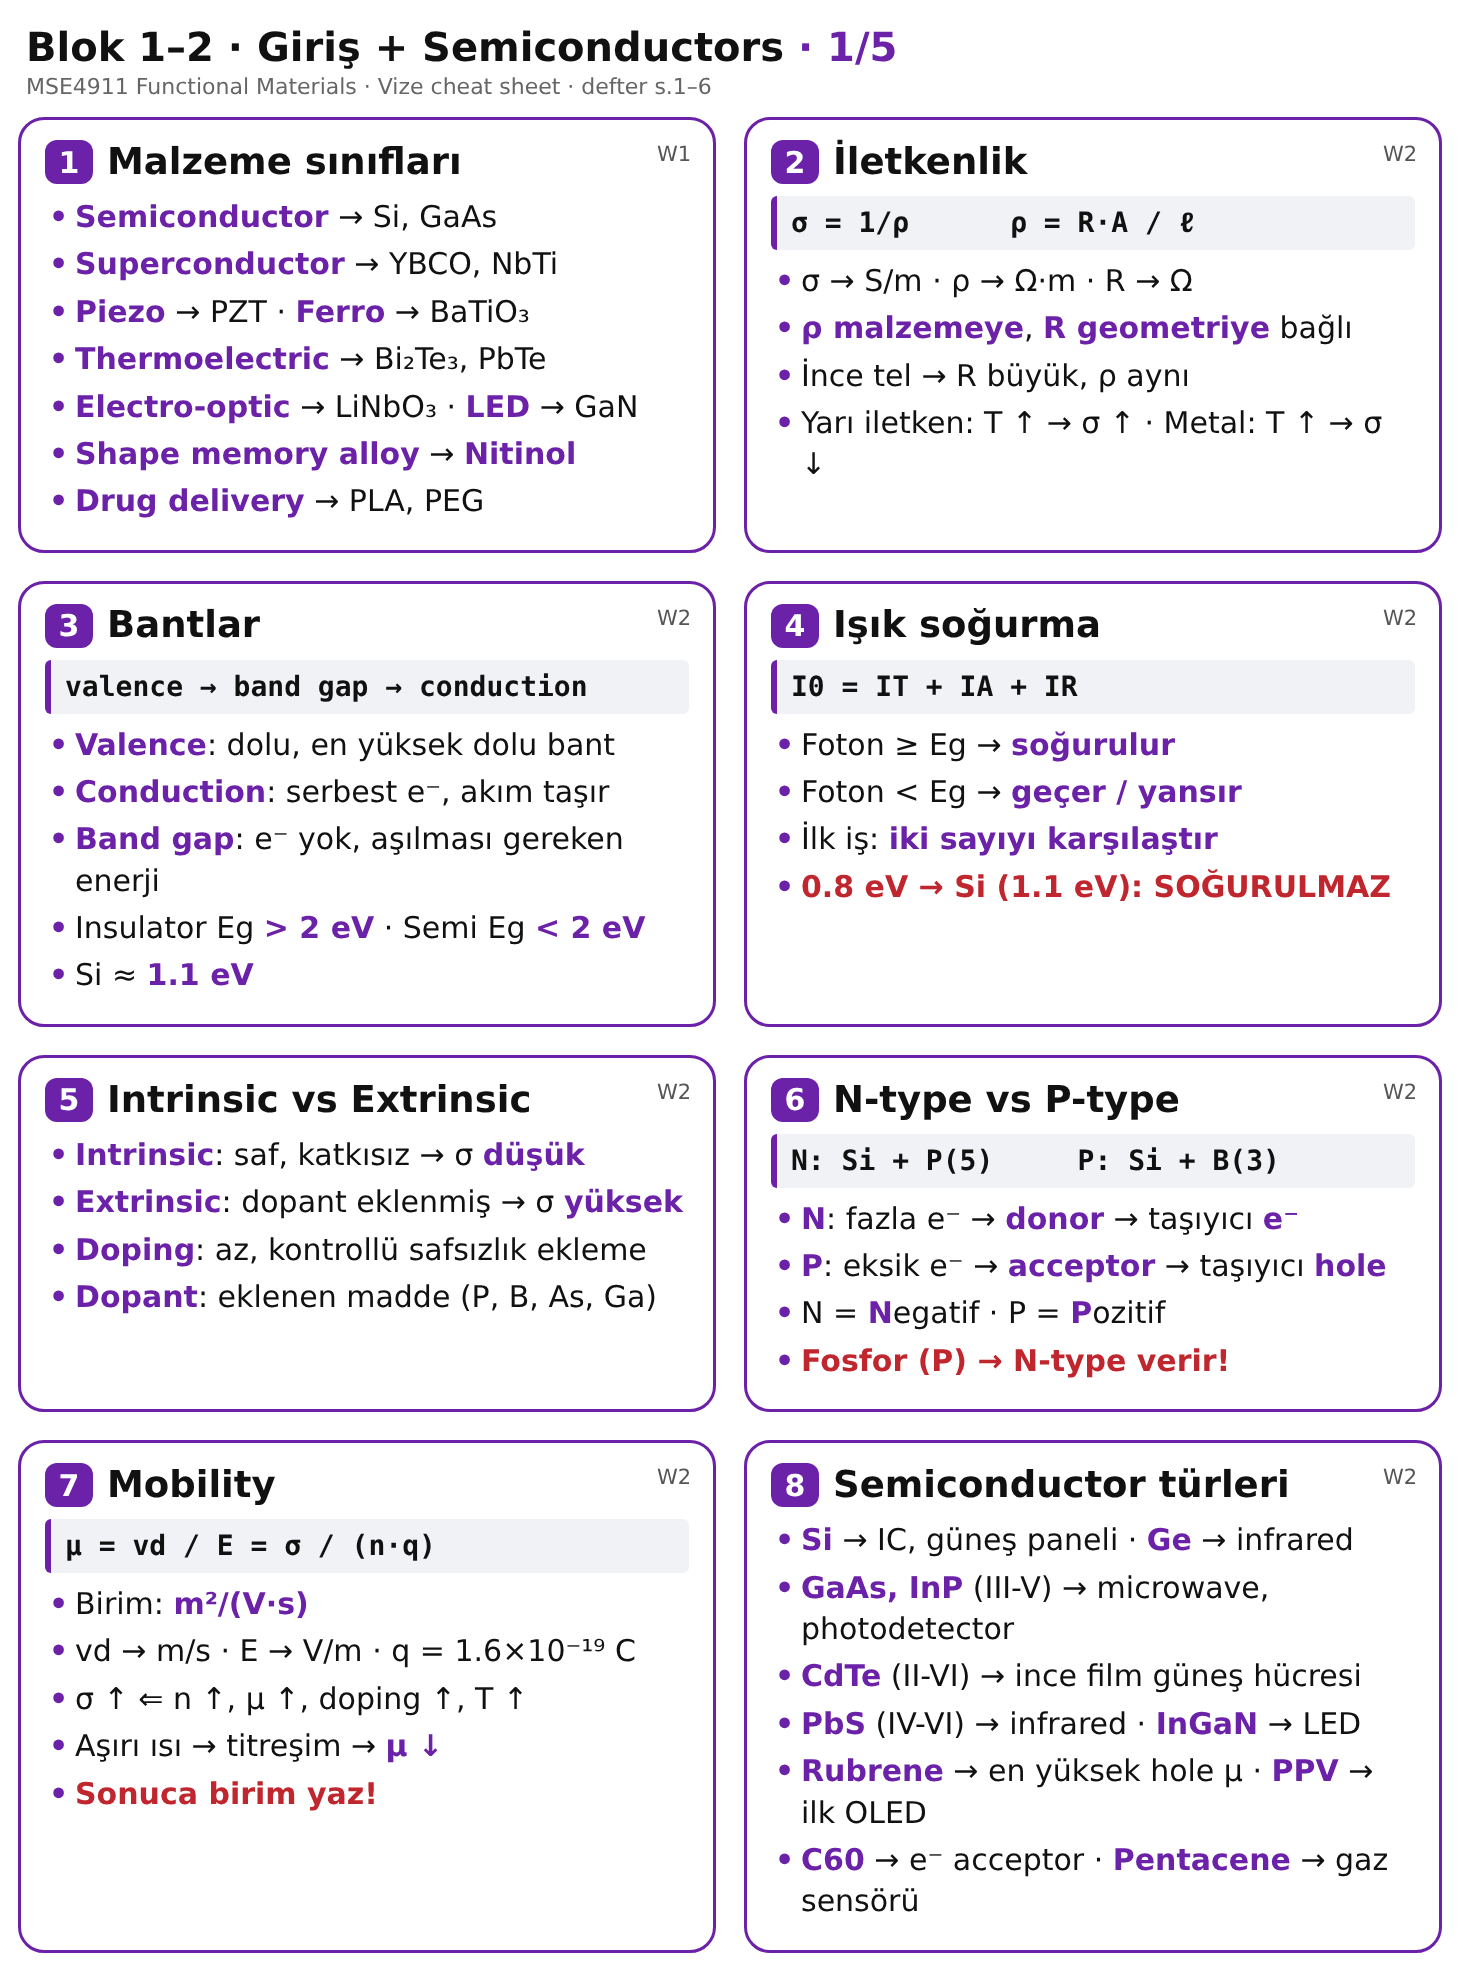 Blok 1–2 · Giriş + Semiconductors · 1/5
MSE4911 Functional Materials · Vize cheat sheet · defter s.1–6
1 Malzeme sınıfları W1
• Semiconductor → Si, GaAs
• Superconductor → YBCO, NbTi
• Piezo → PZT · Ferro → BaTiO₃
• Thermoelectric → Bi₂Te₃, PbTe
• Electro-optic → LiNbO₃ · LED → GaN
• Shape memory alloy → Nitinol
• Drug delivery → PLA, PEG
2 İletkenlik W2
σ = 1/ρ ρ = R·A / ℓ
• σ → S/m · ρ → Ω·m · R → Ω
• ρ malzemeye, R geometriye bağlı
• İnce tel → R büyük, ρ aynı
• Yarı iletken: T ↑ → σ ↑ · Metal: T ↑ → σ
↓
3 Bantlar W2
valence → band gap → conduction
• Valence: dolu, en yüksek dolu bant
• Conduction: serbest e⁻, akım taşır
• Band gap: e⁻ yok, aşılması gereken
enerji
• Insulator Eg > 2 eV · Semi Eg < 2 eV
• Si ≈ 1.1 eV
4 Işık soğurma W2
I0 = IT + IA + IR
• Foton ≥ Eg → soğurulur
• Foton < Eg → geçer / yansır
• İlk iş: iki sayıyı karşılaştır
• 0.8 eV → Si (1.1 eV): SOĞURULMAZ
5 Intrinsic vs Extrinsic W2
• Intrinsic: saf, katkısız → σ düşük
• Extrinsic: dopant eklenmiş → σ yüksek
• Doping: az, kontrollü safsızlık ekleme
• Dopant: eklenen madde (P, B, As, Ga)
6 N-type vs P-type W2
N: Si + P(5) P: Si + B(3)
• N: fazla e⁻ → donor → taşıyıcı e⁻
• P: eksik e⁻ → acceptor → taşıyıcı hole
• N = Negatif · P = Pozitif
• Fosfor (P) → N-type verir!
7 Mobility W2
μ = vd / E = σ / (n·q)
• Birim: m²/(V·s)
• vd → m/s · E → V/m · q = 1.6×10⁻¹⁹ C
• σ ↑ ⇐ n ↑, μ ↑, doping ↑, T ↑
• Aşırı ısı → titreşim → μ ↓
• Sonuca birim yaz!
8 Semiconductor türleri W2
• Si → IC, güneş paneli · Ge → infrared
• GaAs, InP (III-V) → microwave,
photodetector
• CdTe (II-VI) → ince film güneş hücresi
• PbS (IV-VI) → infrared · InGaN → LED
• Rubrene → en yüksek hole μ · PPV →
ilk OLED
• C60 → e⁻ acceptor · Pentacene → gaz
sensörü